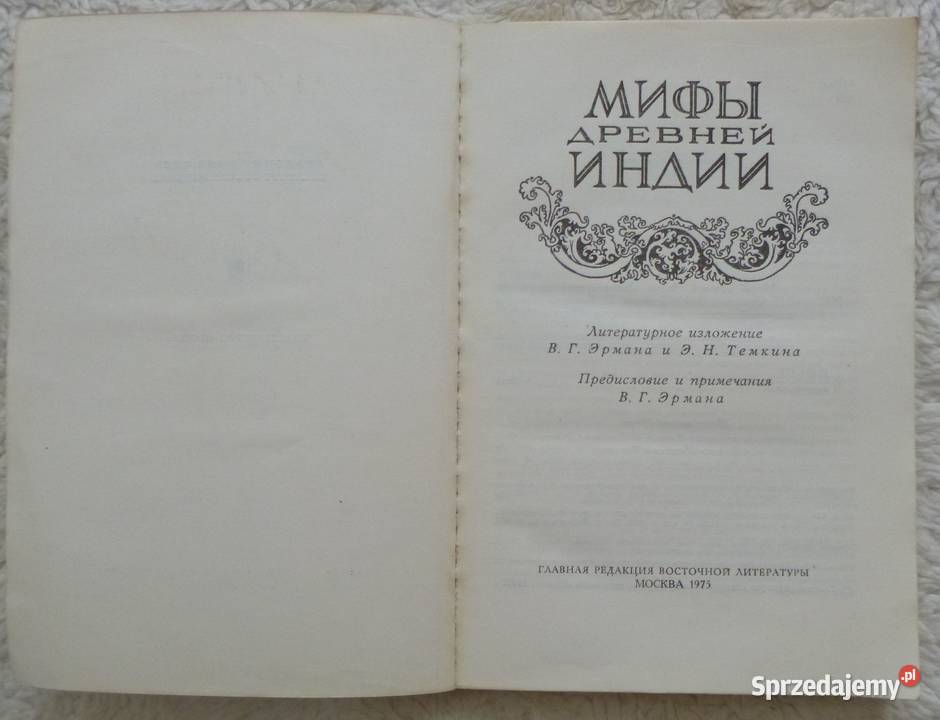 МИФЫ
ДРЕВНЕЙ
ИНДИИ
Литературное изложение
В. Г. Эрмана и Э. Н. Темкина
Предисловие и примечания
В. Г. Эрмана
ГЛАВНАЯ РЕДАКЦИЯ ВОСТОЧНОЙ ЛИТЕРАТУРЫ
МОСКВА 1975
Sprzedajemy.pl